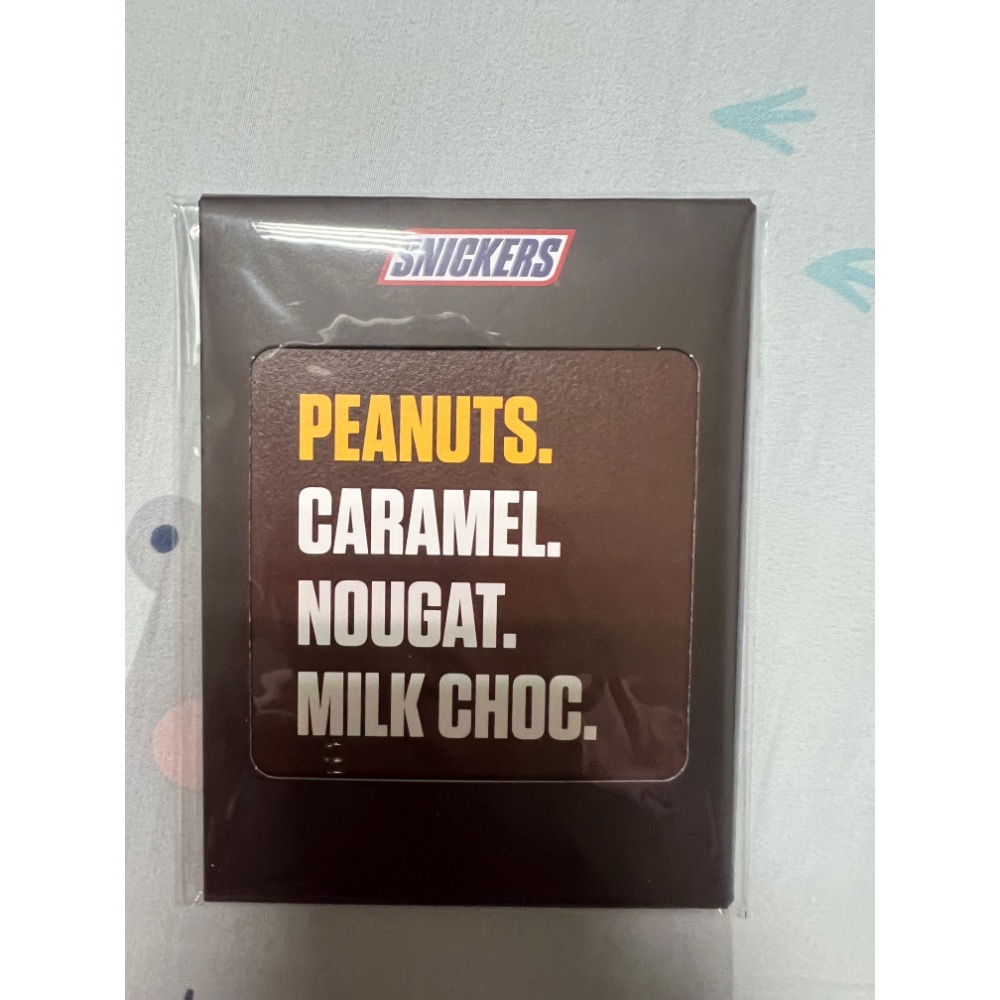 SNICKERS
PEANUTS.
CARAMEL.
NOUGAT.
MILK CHOC.